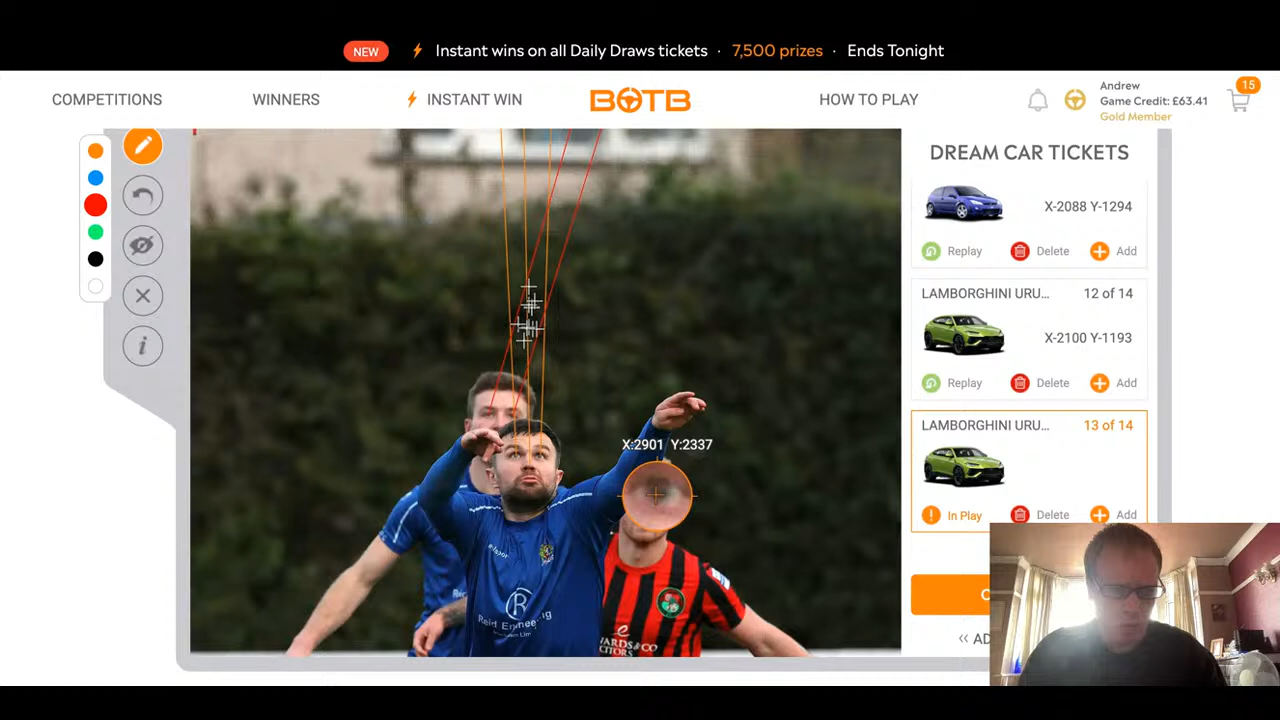 NEW Instant wins on all Daily Draws tickets · 7,500 prizes · Ends Tonight
COMPETITIONS WINNERS INSTANT WIN BOTB HOW TO PLAY
Andrew
Game Credit: £63.41
Gold Member
15
DREAM CAR TICKETS
X-2088 Y-1294
Replay Delete Add
LAMBORGHINI URU... 12 of 14
X-2100 Y-1193
Replay Delete Add
LAMBORGHINI URU... 13 of 14
In Play Delete Add
X:2901 Y:2337
R
Reid Engineering
« AD